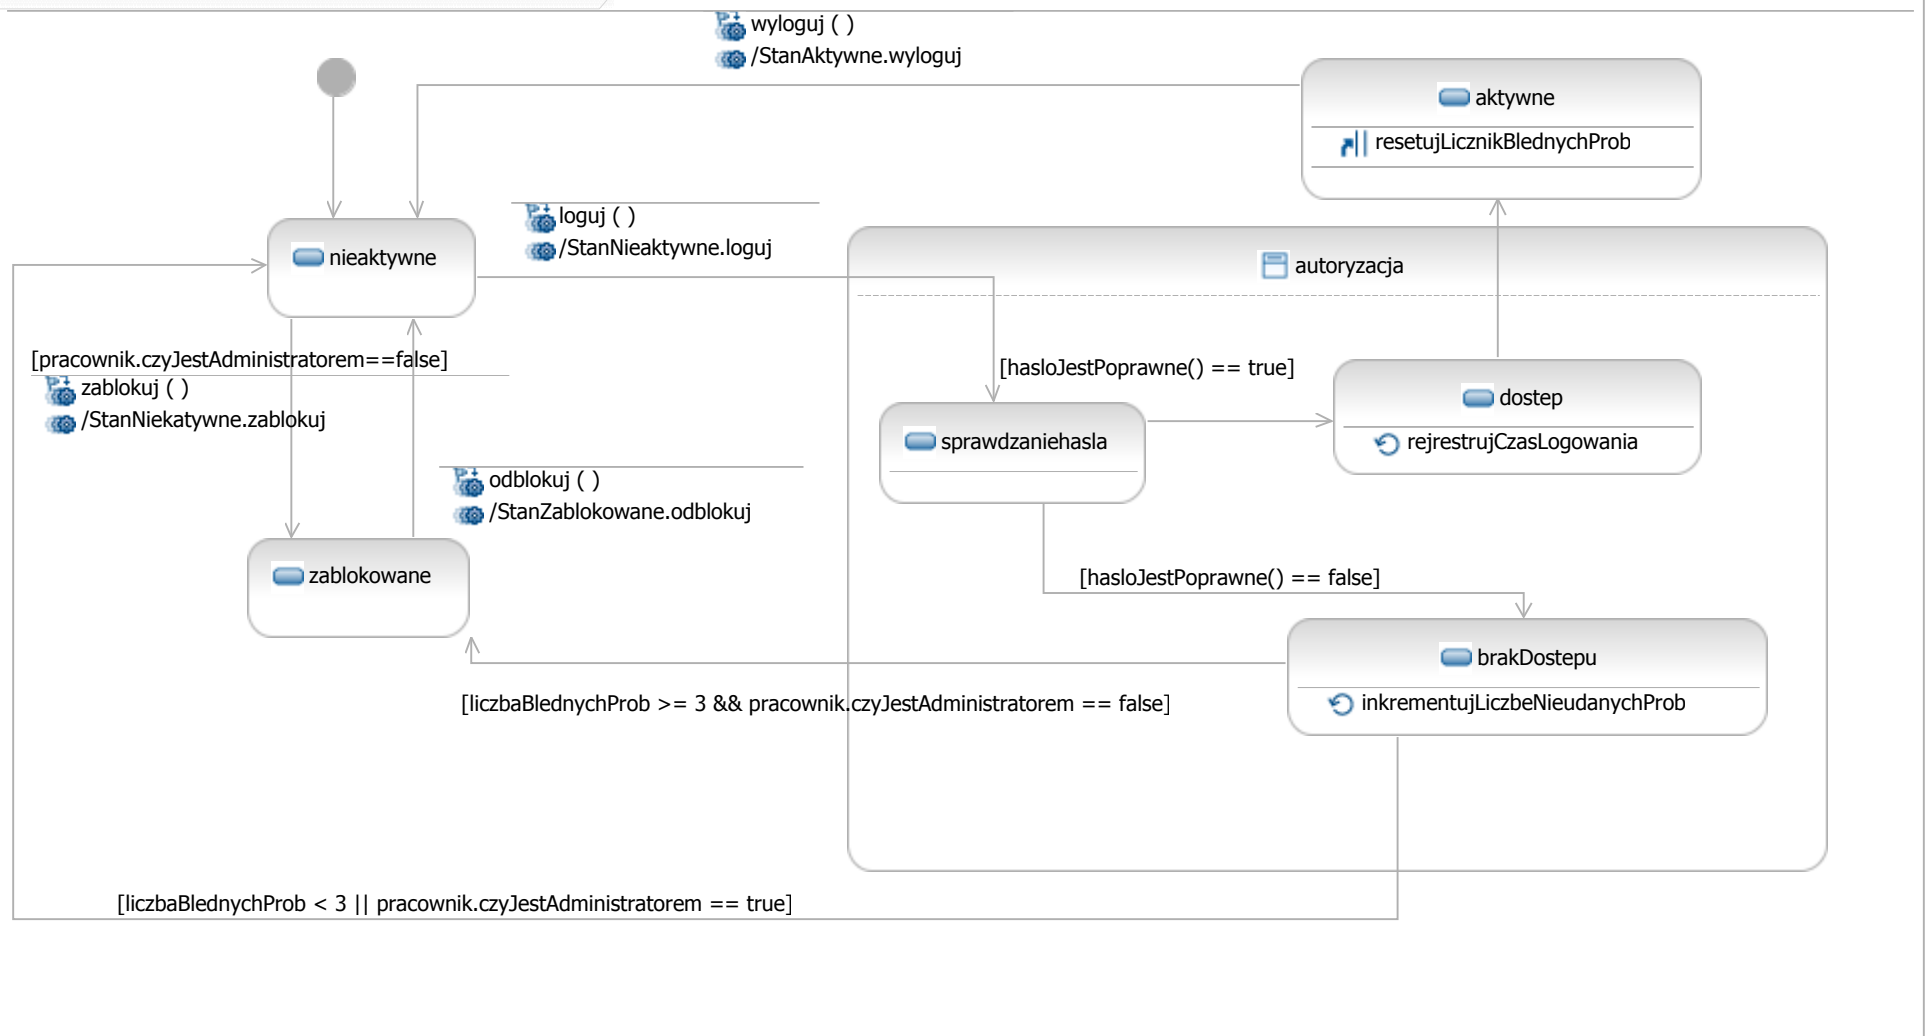 wyloguj ( )
/StanAktywne.wyloguj
aktywne
resetujLicznikBlednychProb
loguj ( )
/StanNieaktywne.loguj
nieaktywne
autoryzacja
[pracownik.czyJestAdministratorem==false]
zablokuj ( )
/StanNiekatywne.zablokuj
[hasloJestPoprawne() == true]
dostep
rejrestrujCzasLogowania
sprawdzaniehasla
odblokuj ( )
/StanZablokowane.odblokuj
zablokowane
[hasloJestPoprawne() == false]
brakDostepu
inkrementujLiczbeNieudanychProb
[liczbaBlednychProb >= 3 && pracownik.czyJestAdministratorem == false]
[liczbaBlednychProb < 3 || pracownik.czyJestAdministratorem == true]